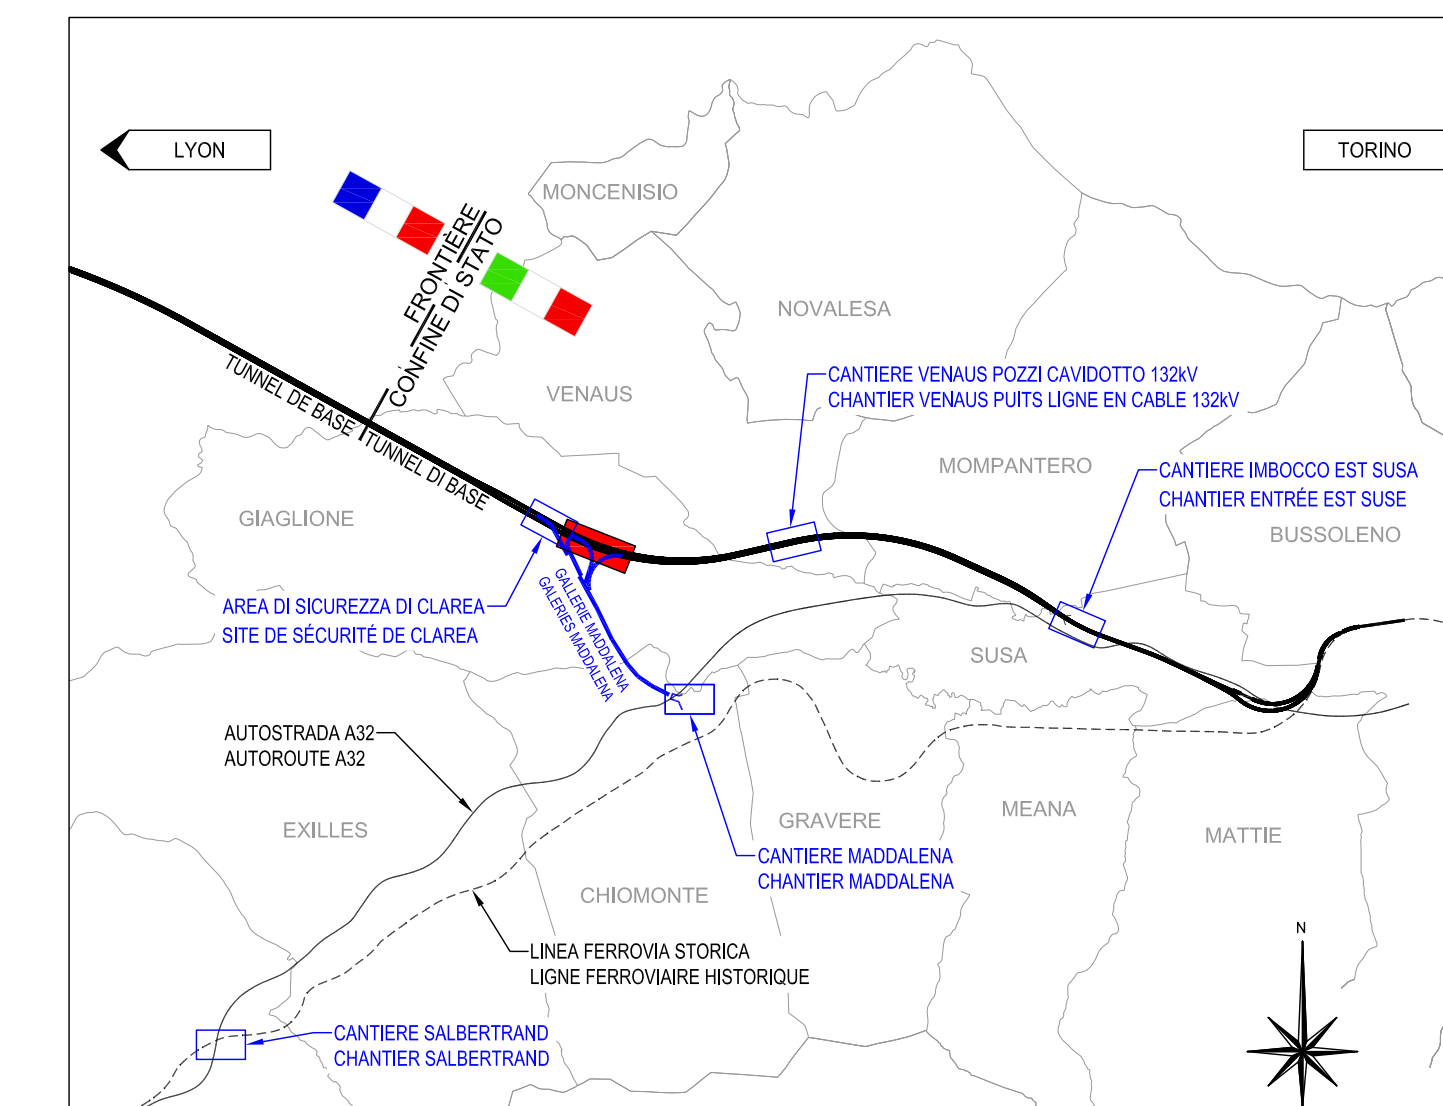 LYON
TORINO
MONCENISIO
FRONTIÈRE
CONFINE DI STATO
NOVALESA
TUNNEL DE BASE
TUNNEL DI BASE
VENAUS
CANTIERE VENAUS POZZI CAVIDOTTO 132kV
CHANTIER VENAUS PUITS LIGNE EN CABLE 132kV
MOMPANTERO
CANTIERE IMBOCCO EST SUSA
CHANTIER ENTRÉE EST SUSE
GIAGLIONE
BUSSOLENO
AREA DI SICUREZZA DI CLAREA
SITE DE SÉCURITÉ DE CLAREA
GALLERIE MADDALENA
GALERIES MADDALENA
SUSA
AUTOSTRADA A32
AUTOROUTE A32
EXILLES
GRAVERE
MEANA
MATTIE
CANTIERE MADDALENA
CHANTIER MADDALENA
CHIOMONTE
N
LINEA FERROVIA STORICA
LIGNE FERROVIAIRE HISTORIQUE
CANTIERE SALBERTRAND
CHANTIER SALBERTRAND